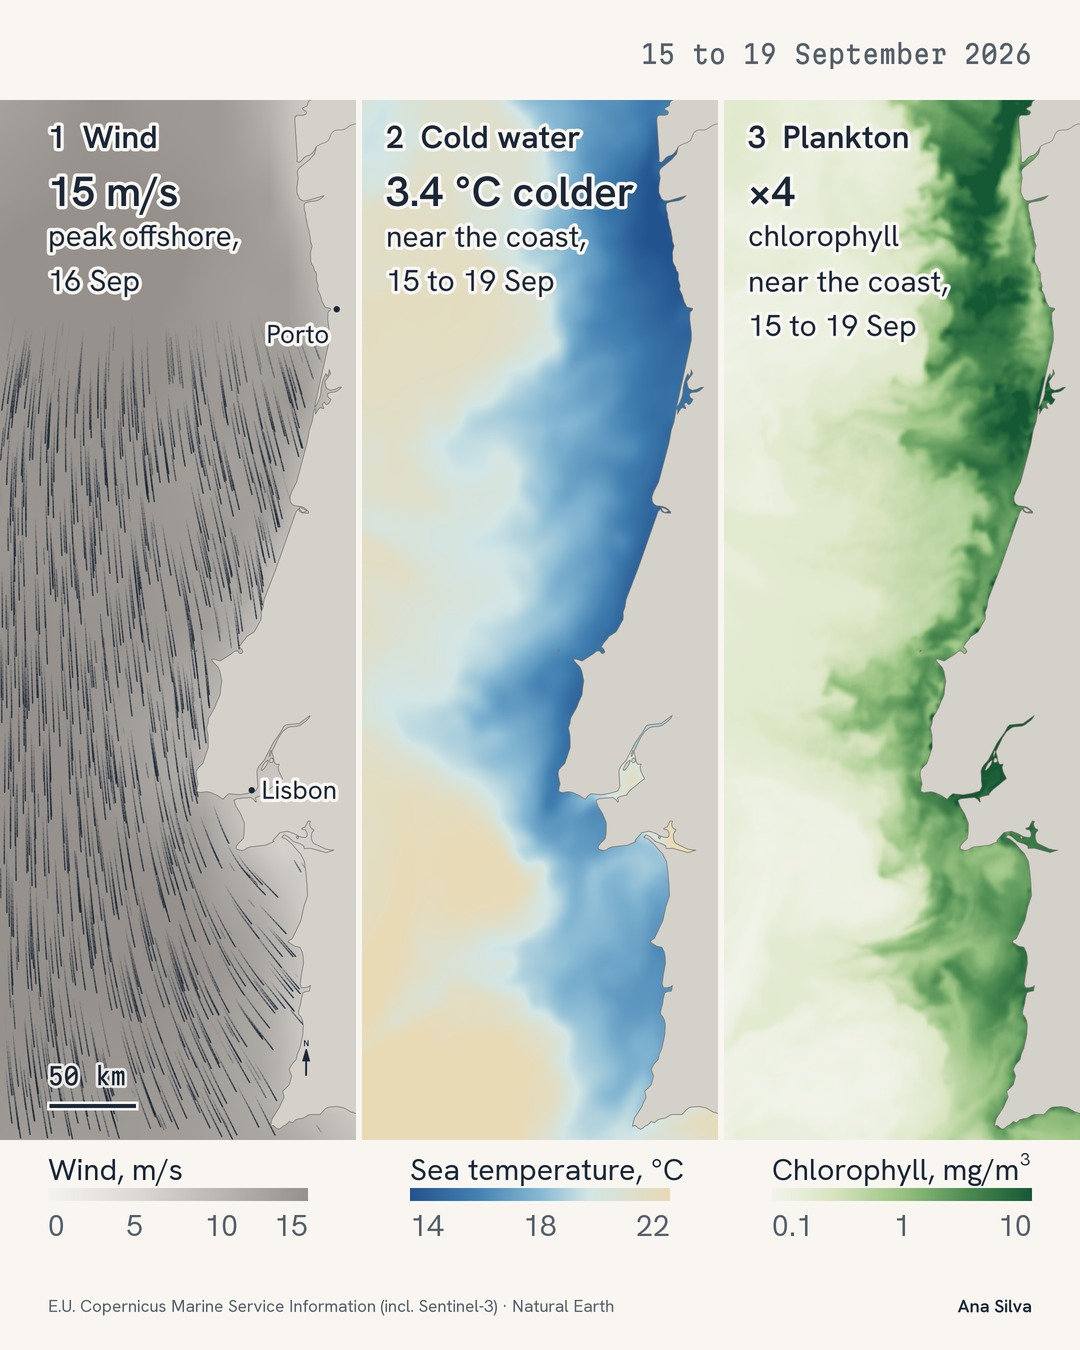 15 to 19 September 2026
1 Wind
15 m/s
peak offshore,
16 Sep
Porto
Lisbon
N
50 km
2 Cold water
3.4 °C colder
near the coast,
15 to 19 Sep
3 Plankton
×4
chlorophyll
near the coast,
15 to 19 Sep
Wind, m/s
0 5 10 15
Sea temperature, °C
14 18 22
Chlorophyll, mg/m³
0.1 1 10
E.U. Copernicus Marine Service Information (incl. Sentinel-3) · Natural Earth
Ana Silva